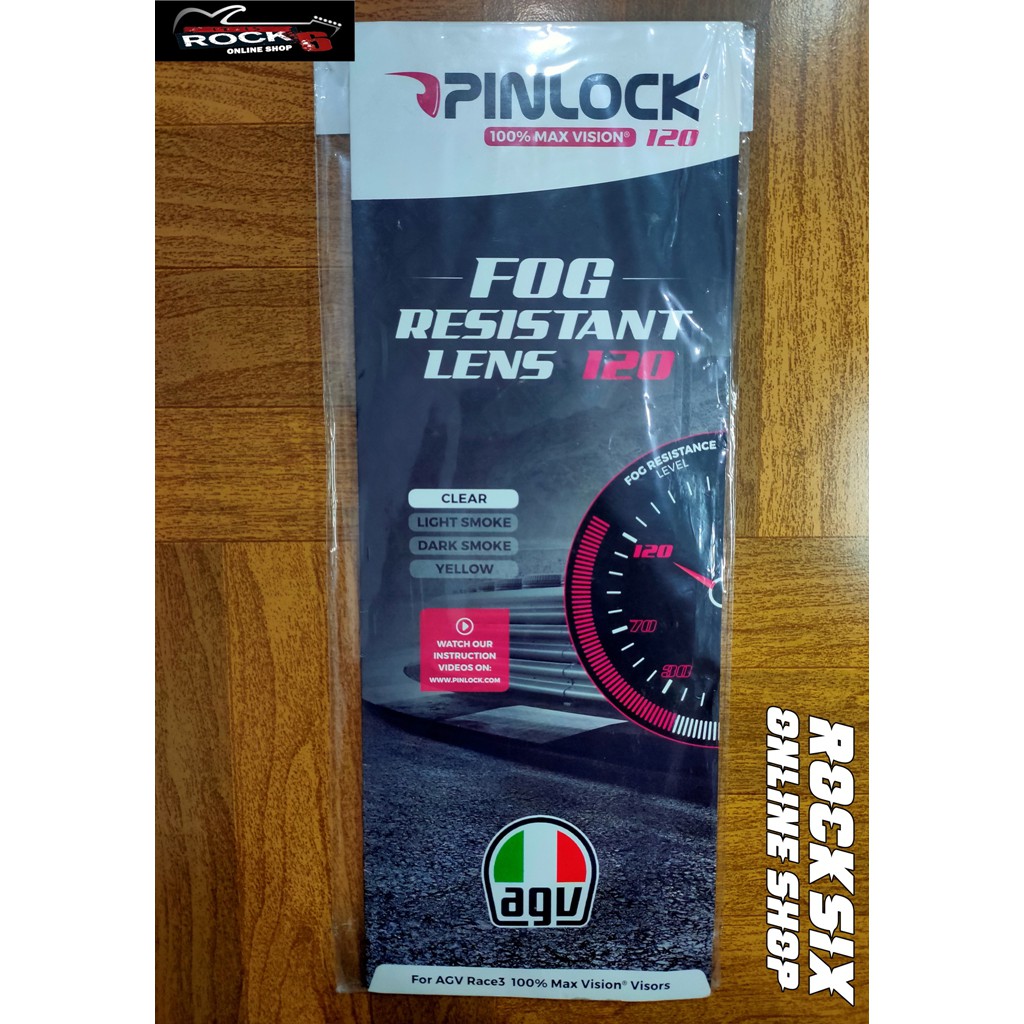 ROCK 6
ONLINE SHOP
PINLOCK®
100% MAX VISION® 120
FOG
RESISTANT
LENS 120
FOG RESISTANCE
LEVEL
CLEAR
LIGHT SMOKE
DARK SMOKE
YELLOW
120
70
30
WATCH OUR
INSTRUCTION
VIDEOS ON:
WWW.PINLOCK.COM
agv
For AGV Race3 100% Max Vision® Visors
ROCK SIX
ONLINE SHOP